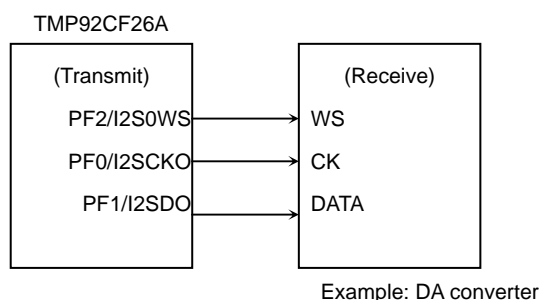 TMP92CF26A
(Transmit) (Receive)
PF2/I2S0WS WS
PF0/I2SCKO CK
PF1/I2SDO DATA
Example: DA converter